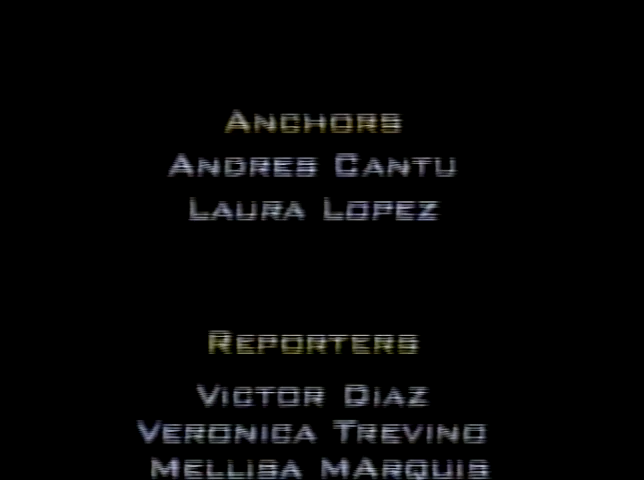 ANCHORS
ANDRES CANTU
LAURA LOPEZ
REPORTERS
VICTOR DIAZ
VERONICA TREVINO
MELLISA MARQUIS